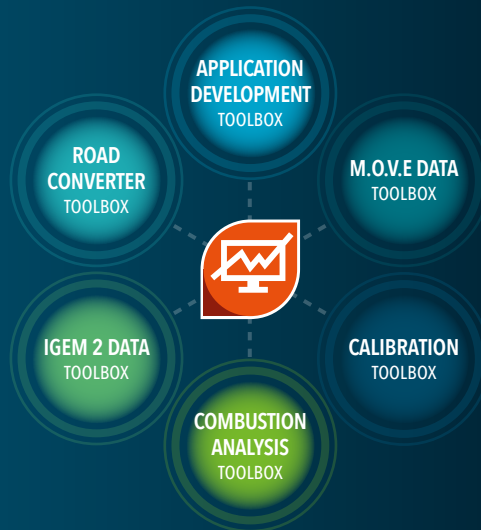 APPLICATION
DEVELOPMENT
TOOLBOX
ROAD
CONVERTER
TOOLBOX
M.O.V.E DATA
TOOLBOX
IGEM 2 DATA
TOOLBOX
CALIBRATION
TOOLBOX
COMBUSTION
ANALYSIS
TOOLBOX